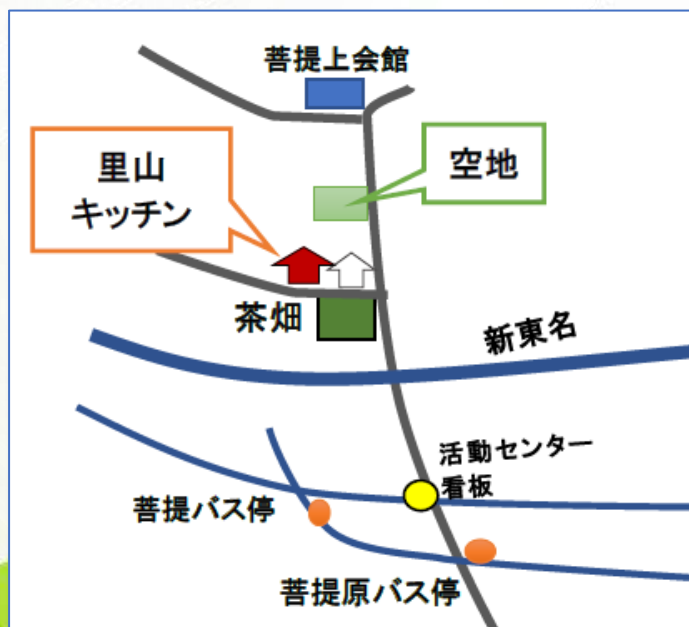 菩提上会館
里山
キッチン
空地
茶畑
新東名
活動センター
看板
菩提バス停
菩提原バス停